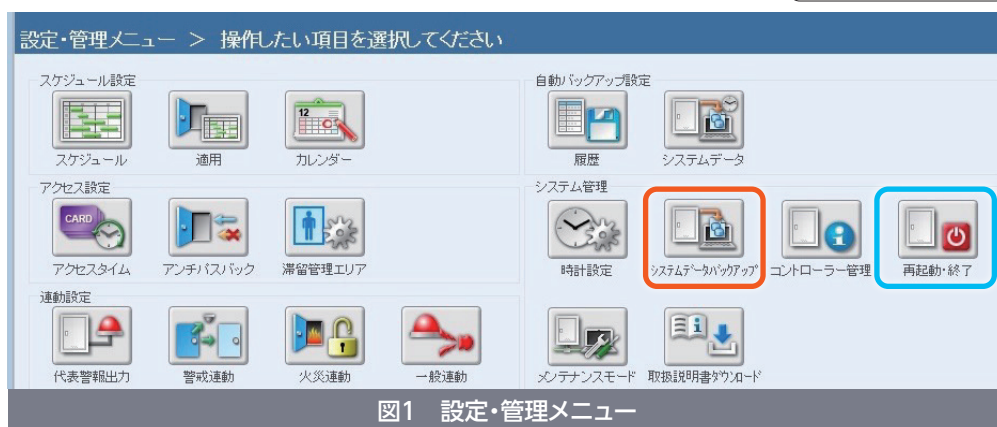 設定・管理メニュー > 操作したい項目を選択してください
スケジュール設定
スケジュール
適用
12
カレンダー
自動バックアップ設定
履歴
システムデータ
アクセス設定
CARD
アクセスタイム
アンチパスバック
滞留管理エリア
システム管理
時計設定
システムデータバックアップ
コントローラー管理
再起動・終了
連動設定
代表警報出力
警戒連動
火災連動
一般連動
メンテナンスモード
取扱説明書ダウンロード
図1 設定・管理メニュー